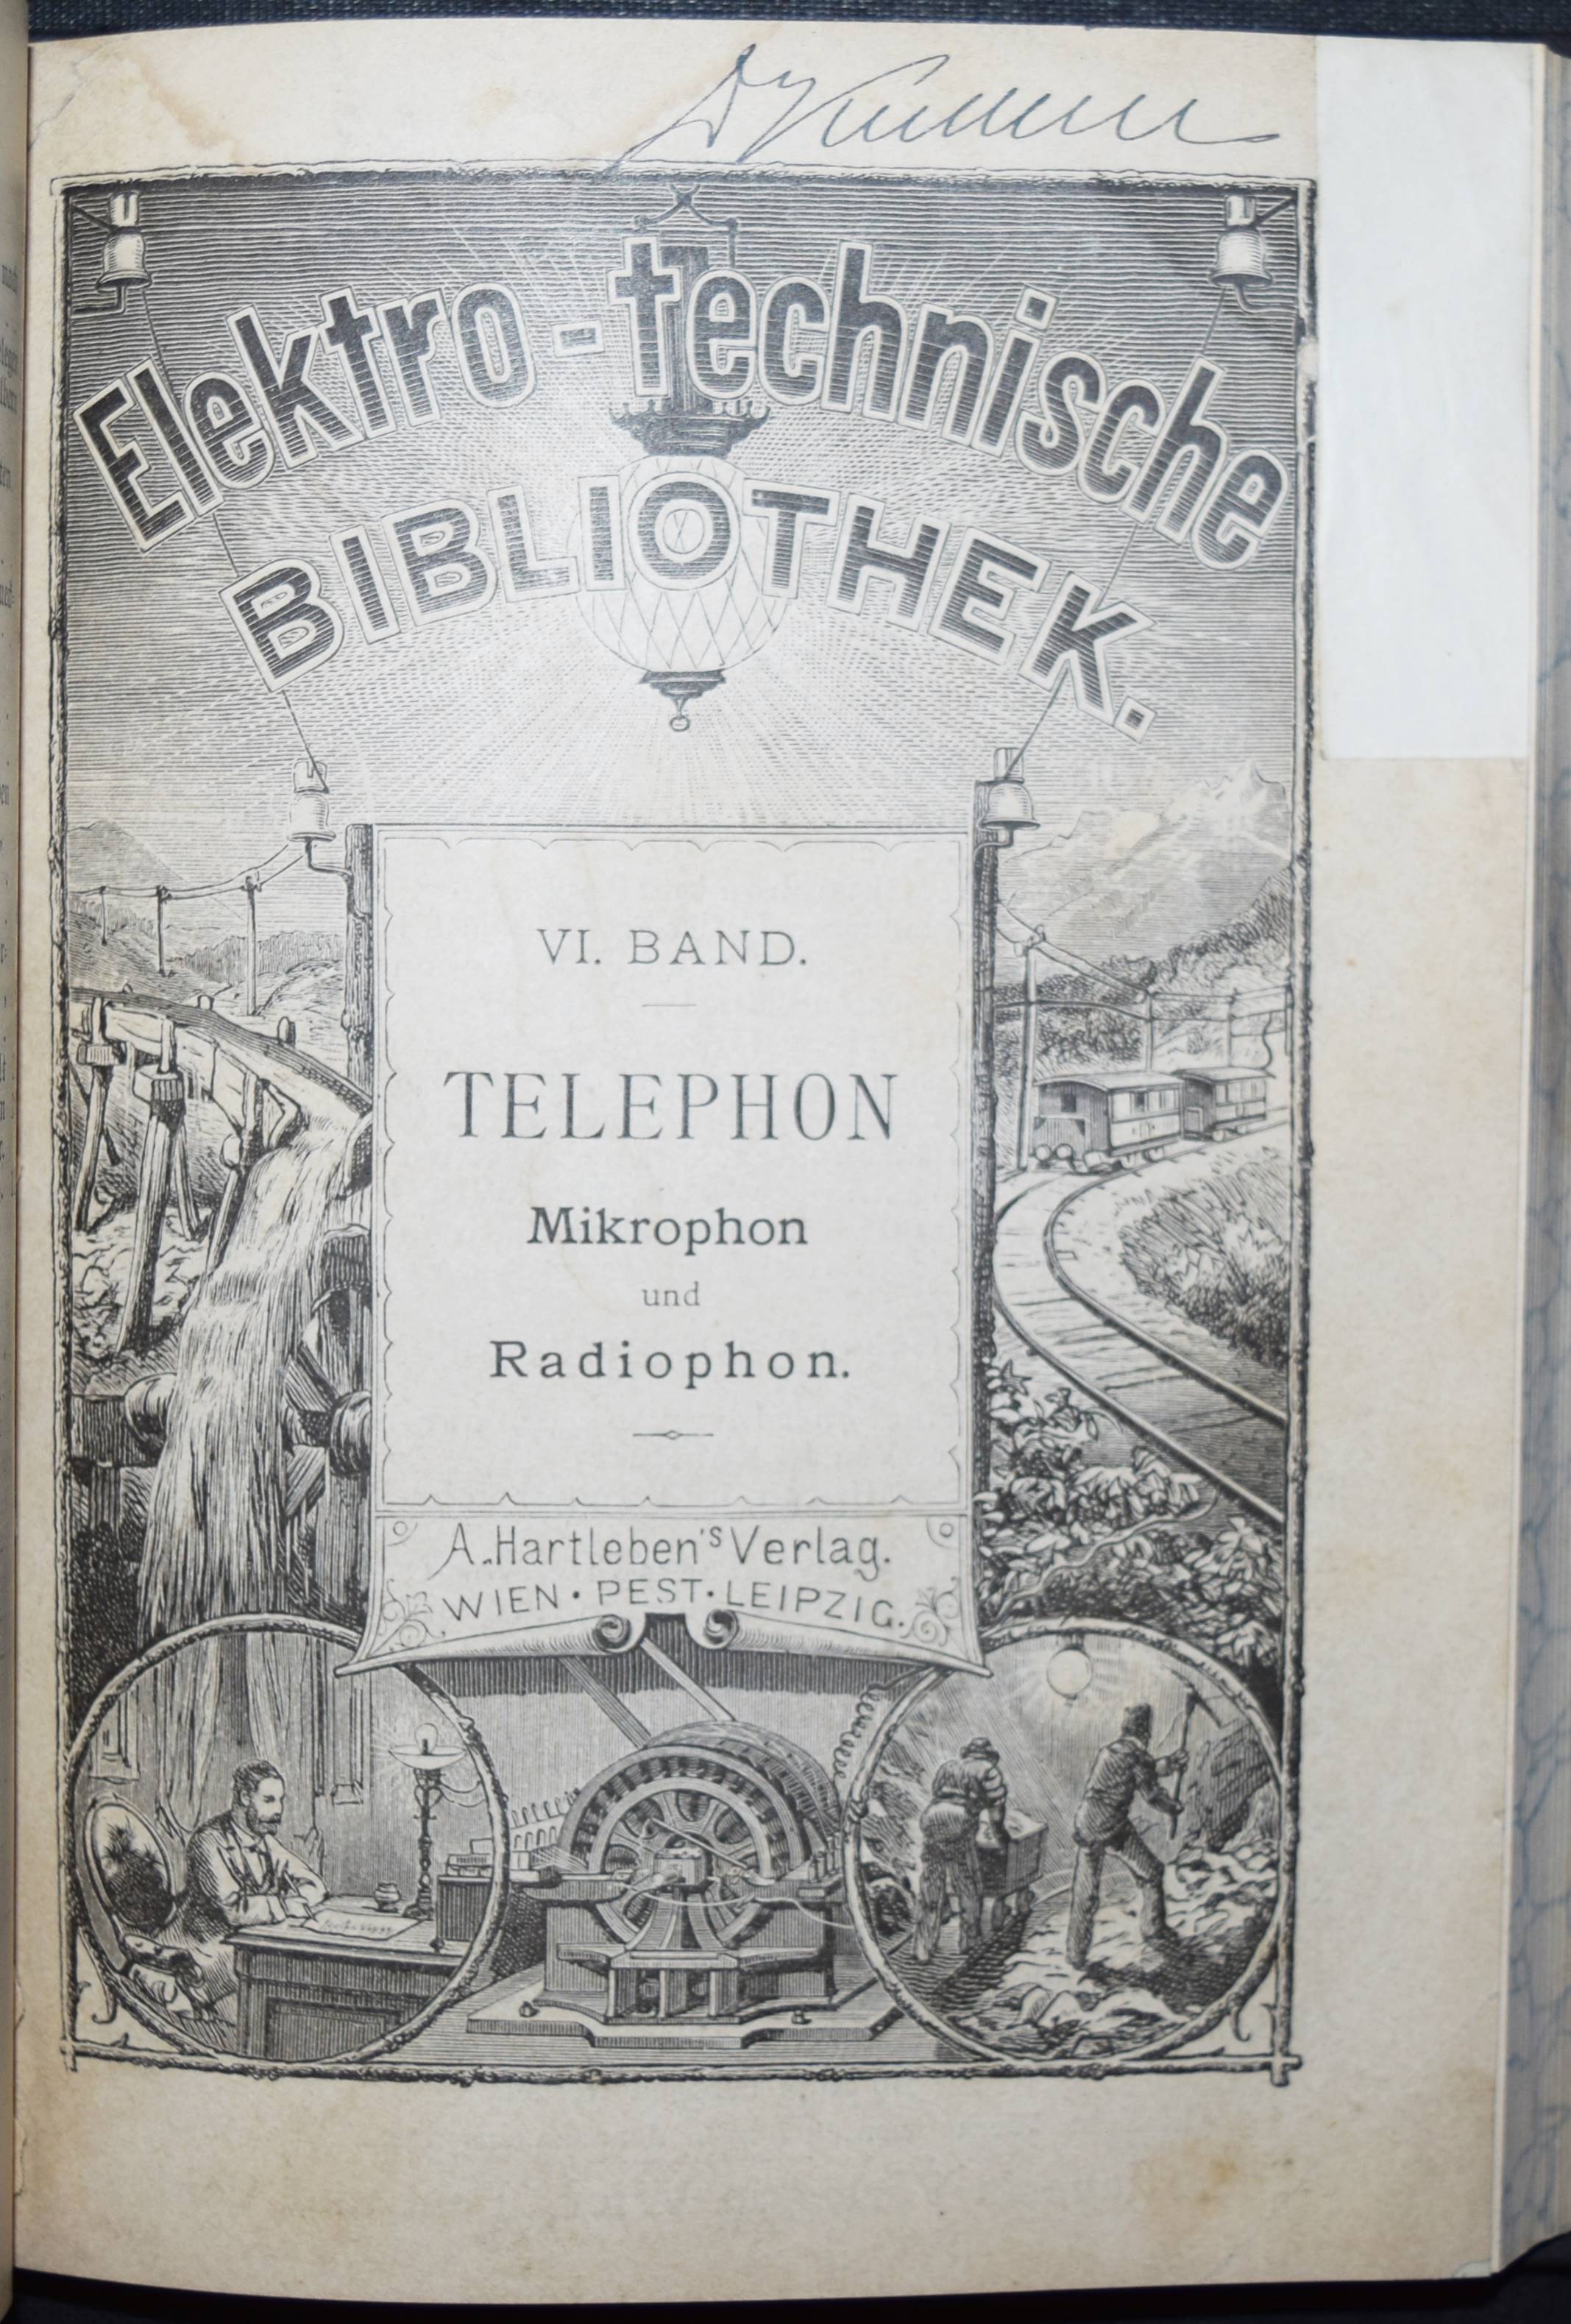 Elektro-technische
BIBLIOTHEK.
VI. BAND.
TELEPHON
Mikrophon
und
Radiophon.
A. Hartleben's Verlag.
WIEN • PEST • LEIPZIG.